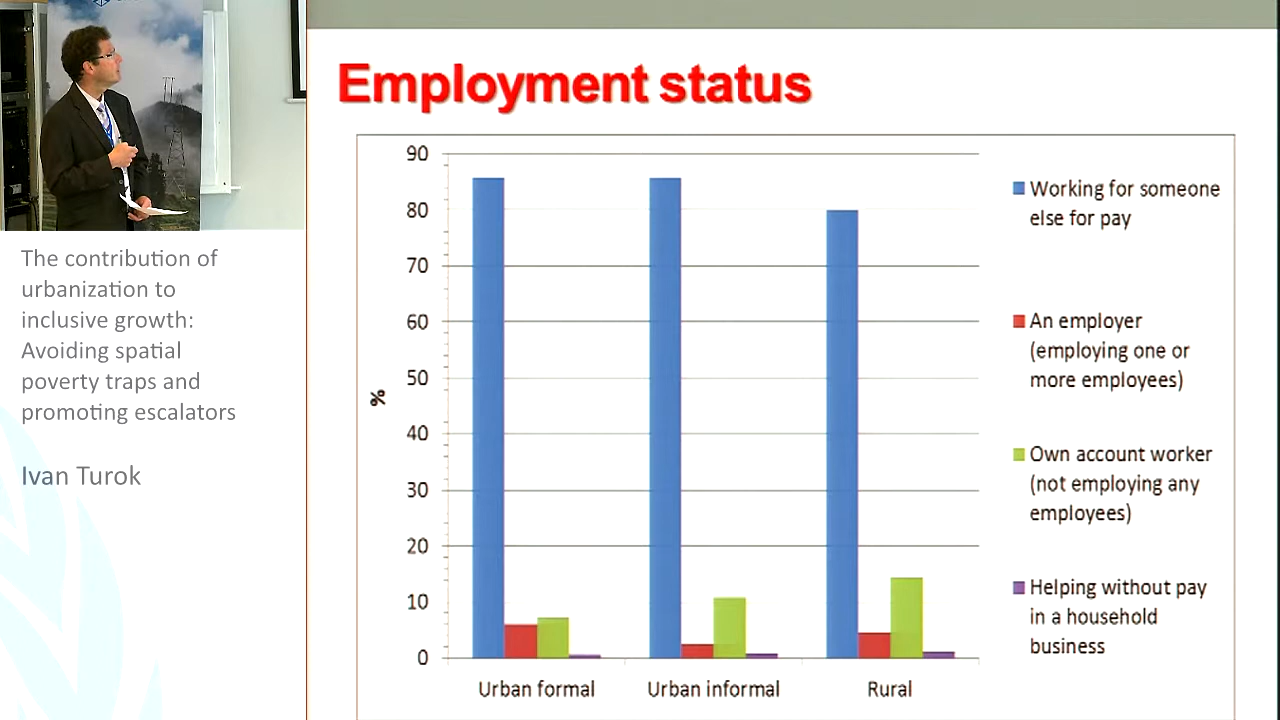 The contribution of
urbanization to
inclusive growth:
Avoiding spatial
poverty traps and
promoting escalators
Ivan Turok
Employment status
90
80
70
60
50
40
30
20
10
0
%
Urban formal
Urban informal
Rural
Working for someone
else for pay
An employer
(employing one or
more employees)
Own account worker
(not employing any
employees)
Helping without pay
in a household
business